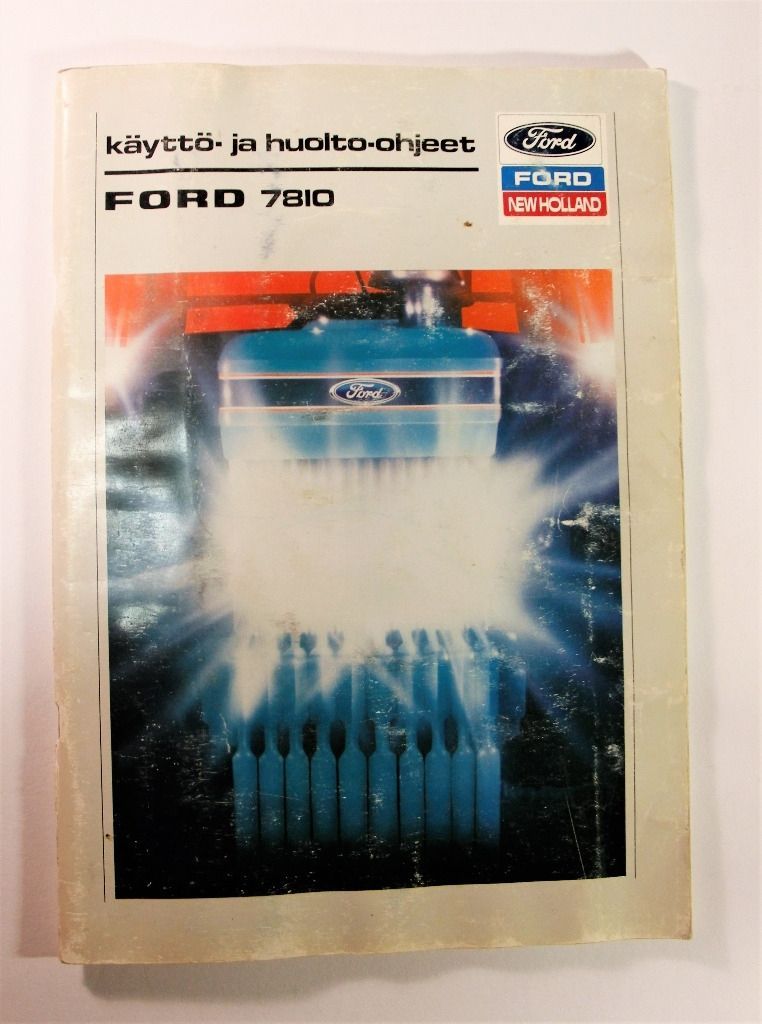 käyttö- ja huolto-ohjeet
FORD 7810
Ford
FORD
NEW HOLLAND
Ford